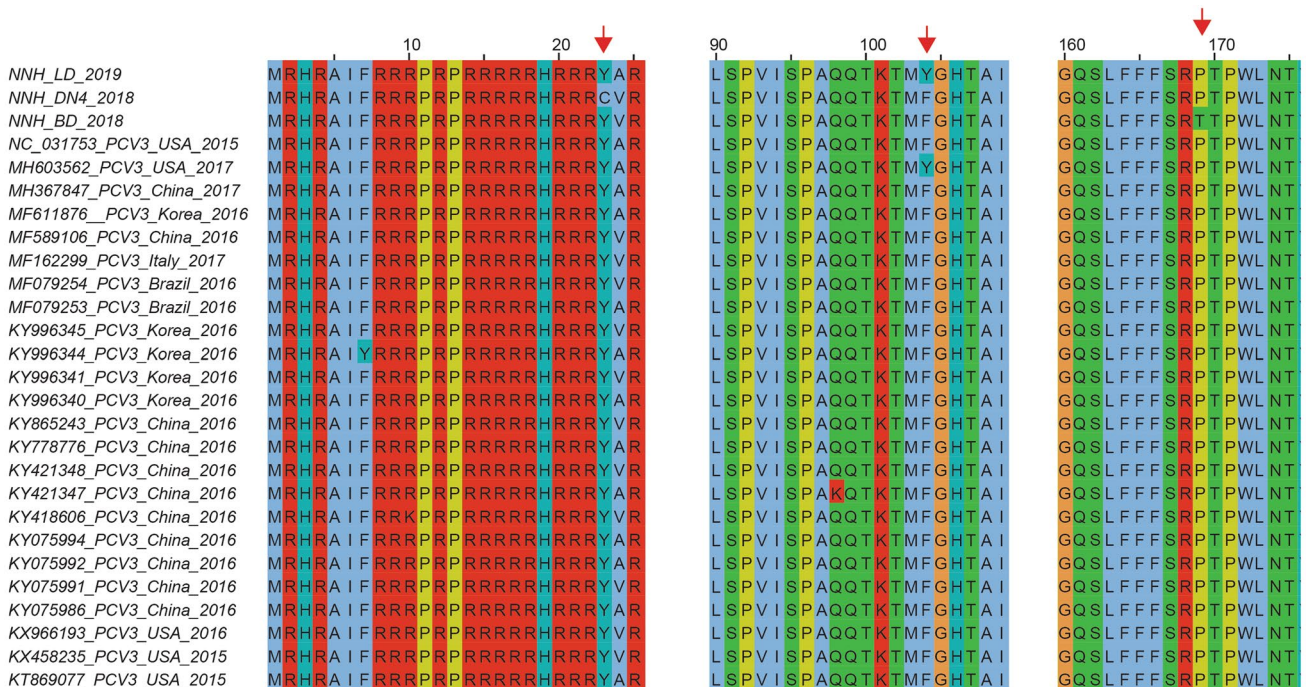 10 20 90 100 160 170
NNH_LD_2019 MRHRAIFRRRPRPRRRRRHRRRYAR LSPVISPAQQTKTMYGHTAI GQSLFFFSRPTPWLNT
NNH_DN4_2018 MRHRAIFRRRPRPRRRRRHRRRCVR LSPVISPAQQTKTMFGHTAI GQSLFFFSRPTPWLNT
NNH_BD_2018 MRHRAIFRRRPRPRRRRRHRRRYVR LSPVISPAQQTKTMFGHTAI GQSLFFFSRTTPWLNT
NC_031753_PCV3_USA_2015 MRHRAIFRRRPRPRRRRRHRRRYAR LSPVISPAQQTKTMFGHTAI GQSLFFFSRPTPWLNT
MH603562_PCV3_USA_2017 MRHRAIFRRRPRPRRRRRHRRRYAR LSPVISPAQQTKTMYGHTAI GQSLFFFSRPTPWLNT
MH367847_PCV3_China_2017 MRHRAIFRRRPRPRRRRRHRRRYAR LSPVISPAQQTKTMFGHTAI GQSLFFFSRPTPWLNT
MF611876__PCV3_Korea_2016 MRHRAIFRRRPRPRRRRRHRRRYAR LSPVISPAQQTKTMFGHTAI GQSLFFFSRPTPWLNT
MF589106_PCV3_China_2016 MRHRAIFRRRPRPRRRRRHRRRYVR LSPVISPAQQTKTMFGHTAI GQSLFFFSRPTPWLNT
MF162299_PCV3_Italy_2017 MRHRAIFRRRPRPRRRRRHRRRYVR LSPVISPAQQTKTMFGHTAI GQSLFFFSRPTPWLNT
MF079254_PCV3_Brazil_2016 MRHRAIFRRRPRPRRRRRHRRRYVR LSPVISPAQQTKTMFGHTAI GQSLFFFSRPTPWLNT
MF079253_PCV3_Brazil_2016 MRHRAIFRRRPRPRRRRRHRRRYAR LSPVISPAQQTKTMFGHTAI GQSLFFFSRPTPWLNT
KY996345_PCV3_Korea_2016 MRHRAIFRRRPRPRRRRRHRRRYVR LSPVISPAQQTKTMFGHTAI GQSLFFFSRPTPWLNT
KY996344_PCV3_Korea_2016 MRHRAIYRRRPRPRRRRRHRRRYAR LSPVISPAQQTKTMFGHTAI GQSLFFFSRPTPWLNT
KY996341_PCV3_Korea_2016 MRHRAIFRRRPRPRRRRRHRRRYAR LSPVISPAQQTKTMFGHTAI GQSLFFFSRPTPWLNT
KY996340_PCV3_Korea_2016 MRHRAIFRRRPRPRRRRRHRRRYAR LSPVISPAQQTKTMFGHTAI GQSLFFFSRPTPWLNT
KY865243_PCV3_China_2016 MRHRAIFRRRPRPRRRRRHRRRYVR LSPVISPAQQTKTMFGHTAI GQSLFFFSRPTPWLNT
KY778776_PCV3_China_2016 MRHRAIFRRRPRPRRRRRHRRRYAR LSPVISPAQQTKTMFGHTAI GQSLFFFSRPTPWLNT
KY421348_PCV3_China_2016 MRHRAIFRRRPRPRRRRRHRRRYVR LSPVISPAQQTKTMFGHTAI GQSLFFFSRPTPWLNT
KY421347_PCV3_China_2016 MRHRAIFRRRPRPRRRRRHRRRYAR LSPVISPAKQTKTMFGHTAI GQSLFFFSRPTPWLNT
KY418606_PCV3_China_2016 MRHRAIFRRKPRPRRRRRHRRRYAR LSPVISPAQQTKTMFGHTAI GQSLFFFSRPTPWLNT
KY075994_PCV3_China_2016 MRHRAIFRRRPRPRRRRRHRRRYAR LSPVISPAQQTKTMFGHTAI GQSLFFFSRPTPWLNT
KY075992_PCV3_China_2016 MRHRAIFRRRPRPRRRRRHRRRYAR LSPVISPAQQTKTMFGHTAI GQSLFFFSRPTPWLNT
KY075991_PCV3_China_2016 MRHRAIFRRRPRPRRRRRHRRRYVR LSPVISPAQQTKTMFGHTAI GQSLFFFSRPTPWLNT
KY075986_PCV3_China_2016 MRHRAIFRRRPRPRRRRRHRRRYAR LSPVISPAQQTKTMFGHTAI GQSLFFFSRPTPWLNT
KX966193_PCV3_USA_2016 MRHRAIFRRRPRPRRRRRHRRRYVR LSPVISPAQQTKTMFGHTAI GQSLFFFSRPTPWLNT
KX458235_PCV3_USA_2015 MRHRAIFRRRPRPRRRRRHRRRYAR LSPVISPAQQTKTMFGHTAI GQSLFFFSRPTPWLNT
KT869077_PCV3_USA_2015 MRHRAIFRRRPRPRRRRRHRRRYAR LSPVISPAQQTKTMFGHTAI GQSLFFFSRPTPWLNT